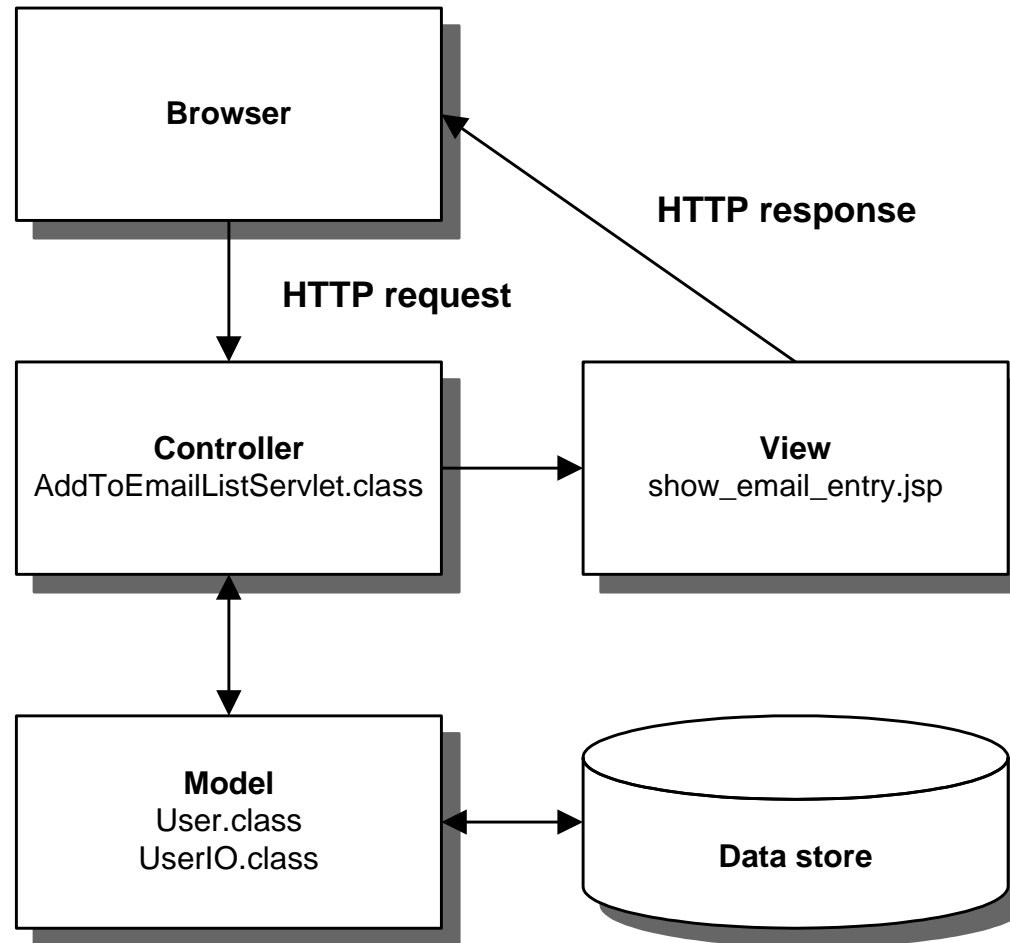 Browser
HTTP response
HTTP request
Controller
AddToEmailListServlet.class
View
show_email_entry.jsp
Model
User.class
UserIO.class
Data store